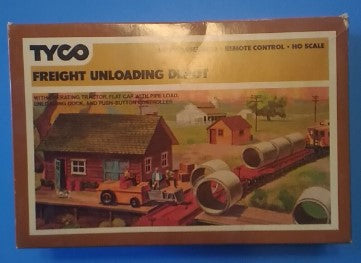 TYCO
REMOTE CONTROL • HO SCALE
FREIGHT UNLOADING DEPOT
WITH OPERATING TRACTOR, FLAT CAR WITH PIPE LOAD,
UNLOADING DOCK, AND PUSH-BUTTON CONTROLLER